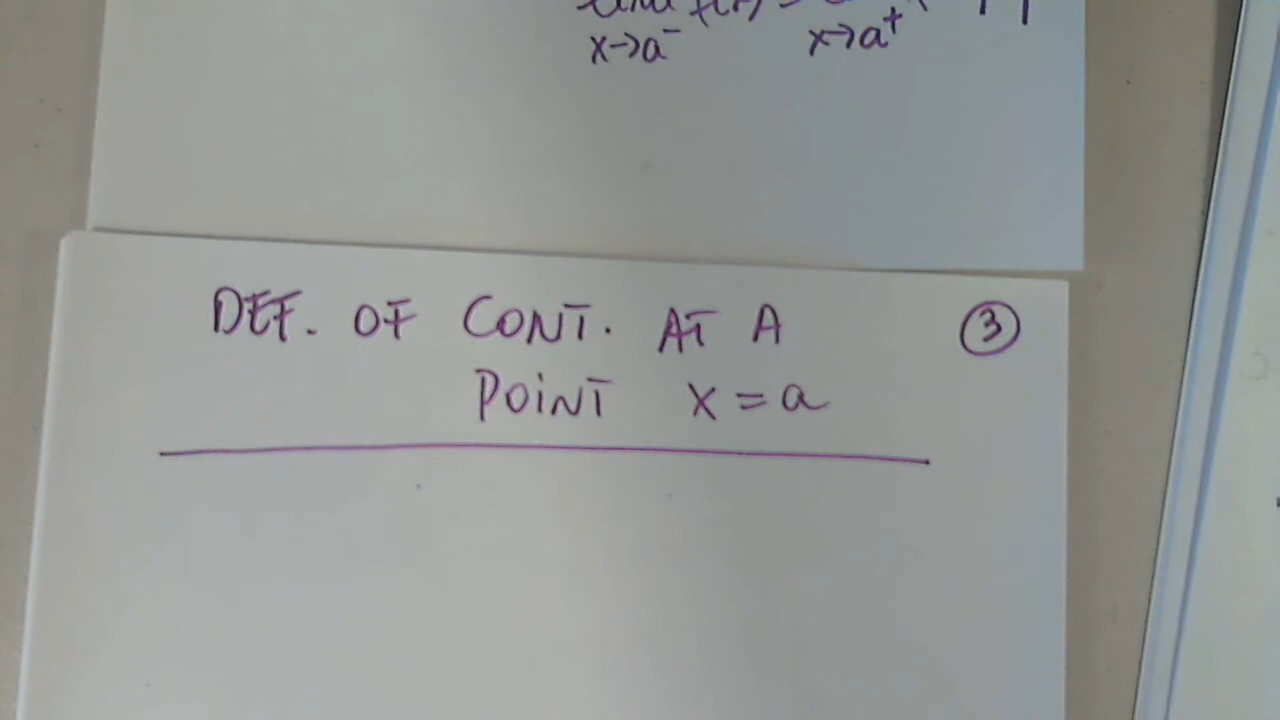 x→a⁻ x→a⁺
DEF. OF CONT. AT A ③
POINT x = a